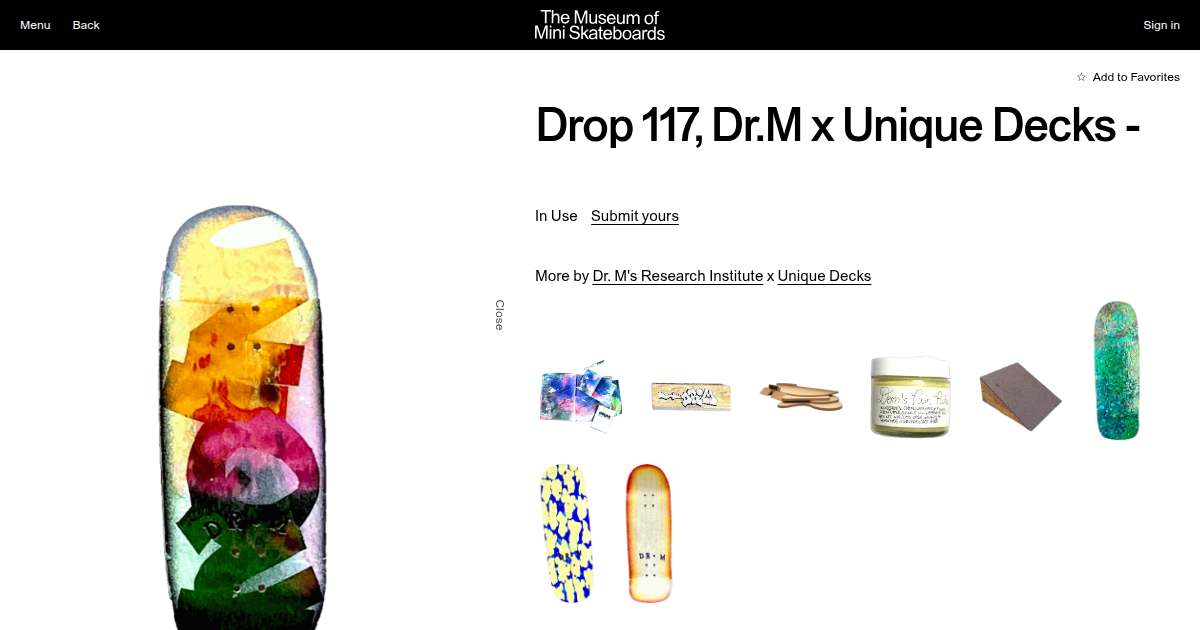 Menu
Back
The Museum of
Mini Skateboards
Sign in
☆ Add to Favorites
Drop 117, Dr.M x Unique Decks -
In Use
Submit yours
More by Dr. M's Research Institute x Unique Decks
Close
DR • M